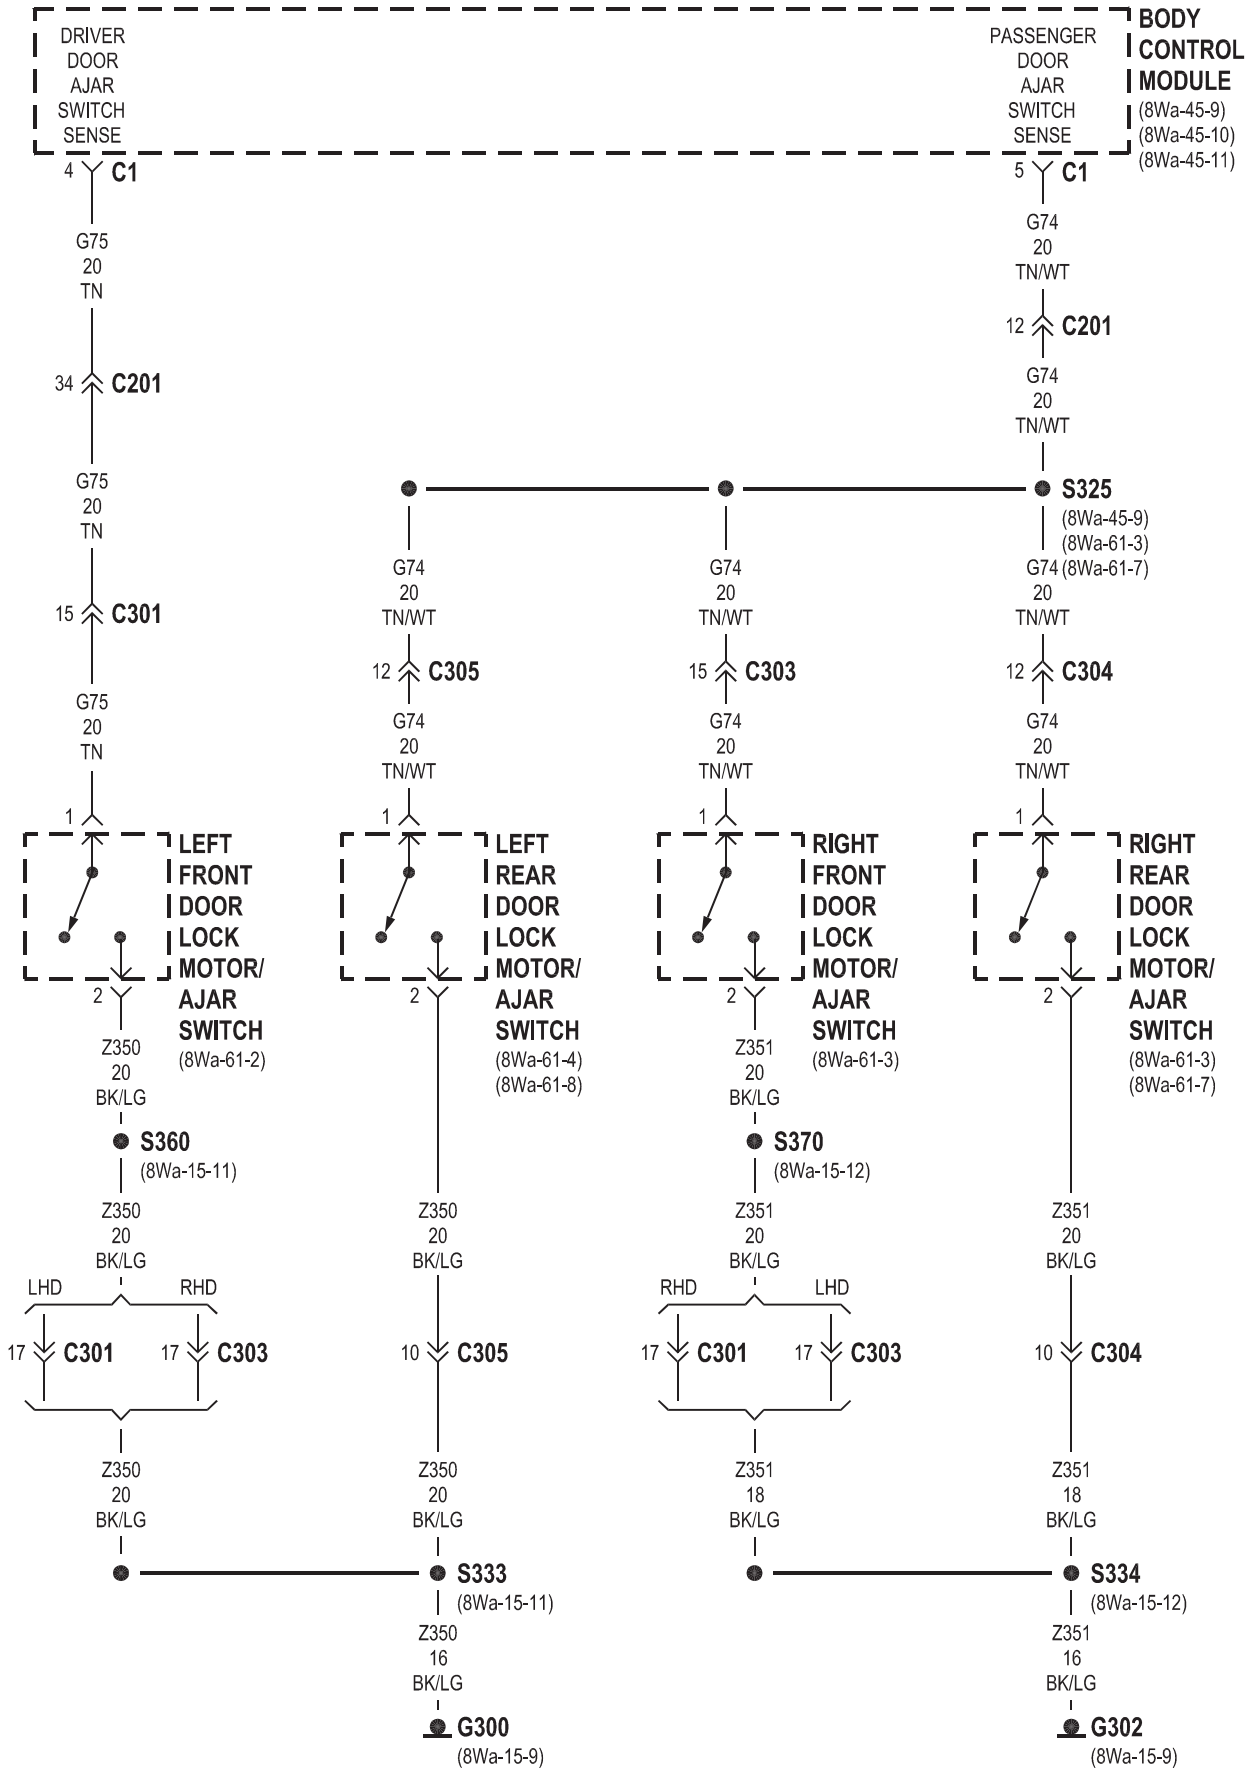 DRIVER
DOOR
AJAR
SWITCH
SENSE
PASSENGER
DOOR
AJAR
SWITCH
SENSE
BODY
CONTROL
MODULE
(8Wa-45-9)
(8Wa-45-10)
(8Wa-45-11)
4 C1
5 C1
G75
20
TN
G74
20
TN/WT
12 C201
34 C201
G74
20
TN/WT
G75
20
TN
S325
(8Wa-45-9)
(8Wa-61-3)
(8Wa-61-7)
G74
20
TN/WT
G74
20
TN/WT
G74
20
TN/WT
15 C301
12 C305
15 C303
12 C304
G75
20
TN
G74
20
TN/WT
G74
20
TN/WT
G74
20
TN/WT
1
1
1
1
LEFT
FRONT
DOOR
LOCK
MOTOR/
AJAR
SWITCH
(8Wa-61-2)
LEFT
REAR
DOOR
LOCK
MOTOR/
AJAR
SWITCH
(8Wa-61-4)
(8Wa-61-8)
RIGHT
FRONT
DOOR
LOCK
MOTOR/
AJAR
SWITCH
(8Wa-61-3)
RIGHT
REAR
DOOR
LOCK
MOTOR/
AJAR
SWITCH
(8Wa-61-3)
(8Wa-61-7)
2
2
2
2
Z350
20
BK/LG
Z351
20
BK/LG
S360
(8Wa-15-11)
S370
(8Wa-15-12)
Z350
20
BK/LG
Z350
20
BK/LG
Z351
20
BK/LG
Z351
20
BK/LG
LHD
RHD
RHD
LHD
17 C301
17 C303
10 C305
17 C301
17 C303
10 C304
Z350
20
BK/LG
Z350
20
BK/LG
Z351
18
BK/LG
Z351
18
BK/LG
S333
(8Wa-15-11)
S334
(8Wa-15-12)
Z350
16
BK/LG
Z351
16
BK/LG
G300
(8Wa-15-9)
G302
(8Wa-15-9)